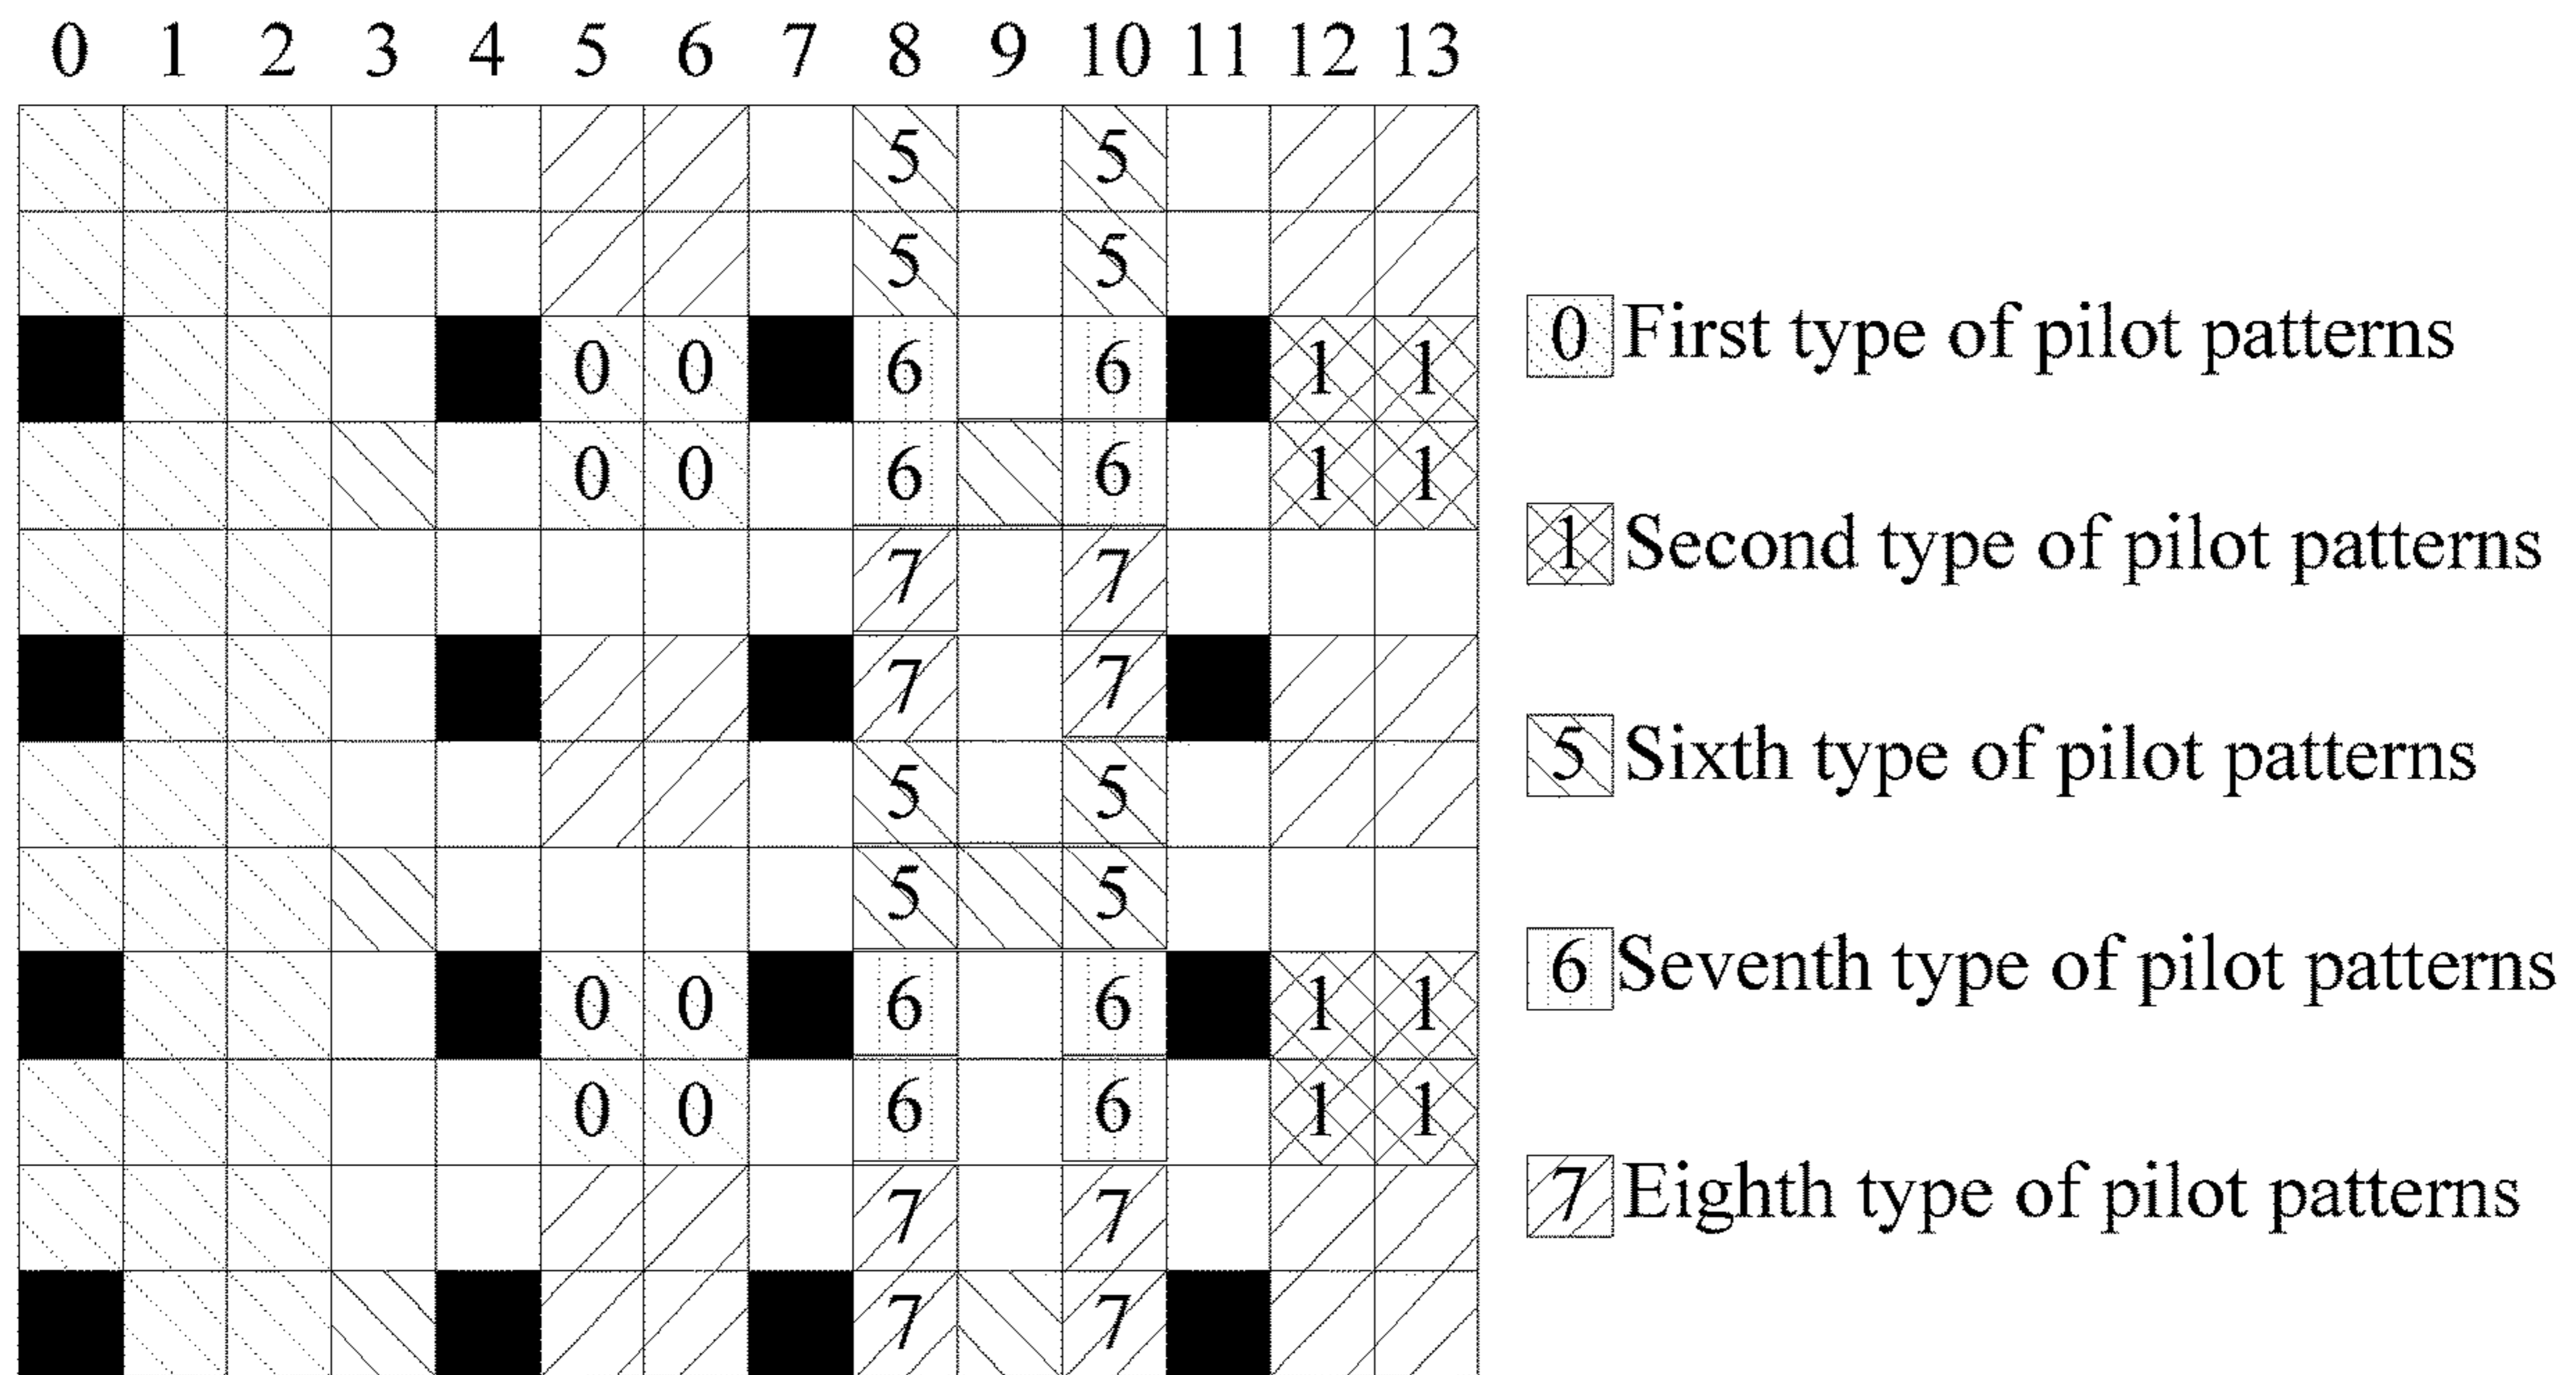 0 1 2 3 4 5 6 7 8 9 10 11 12 13
5 5
5 5
0 0 6 6 1 1
0 0 6 6 1 1
7 7
7 7
5 5
5 5
0 0 6 6 1 1
0 0 6 6 1 1
7 7
7 7
0 First type of pilot patterns
1 Second type of pilot patterns
5 Sixth type of pilot patterns
6 Seventh type of pilot patterns
7 Eighth type of pilot patterns